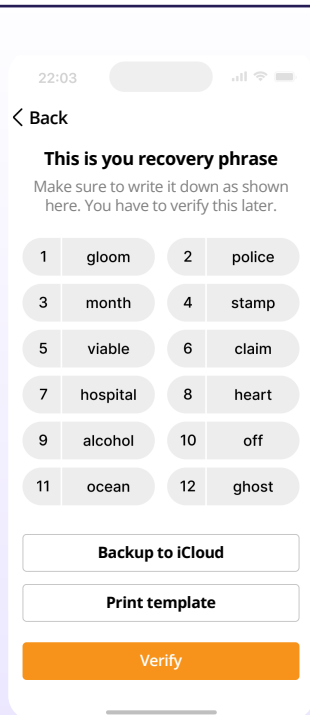 22:03
Back
This is you recovery phrase
Make sure to write it down as shown
here. You have to verify this later.
1 gloom 2 police
3 month 4 stamp
5 viable 6 claim
7 hospital 8 heart
9 alcohol 10 off
11 ocean 12 ghost
Backup to iCloud
Print template
Verify